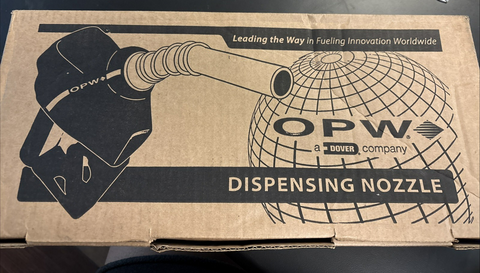 Leading the Way in Fueling Innovation Worldwide
OPW
OPW
a DOVER company
DISPENSING NOZZLE